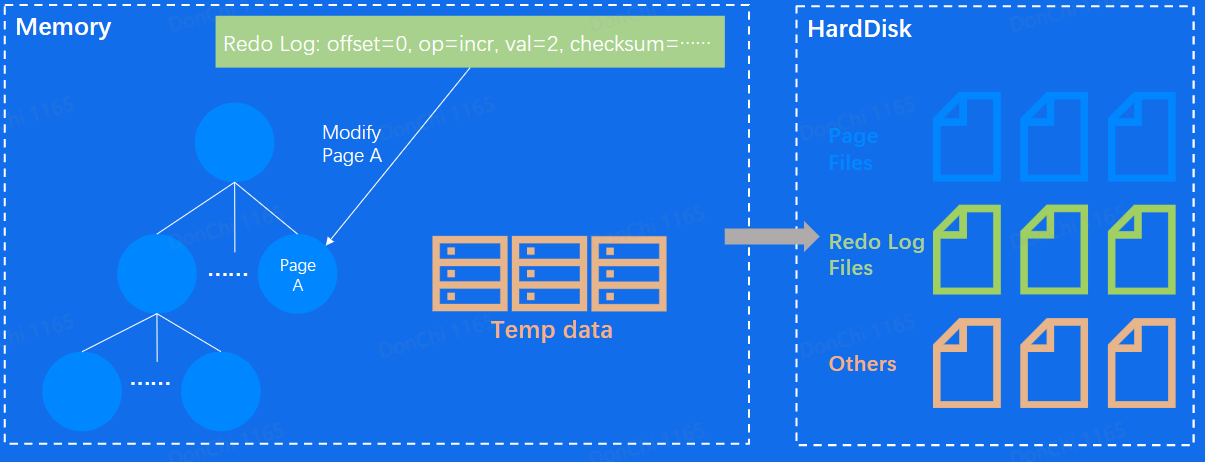 Memory
Redo Log: offset=0, op=incr, val=2, checksum=······
Modify
Page A
······
Page
A
······
Temp data
HardDisk
Page
Files
Redo Log
Files
Others
DonChi 1165